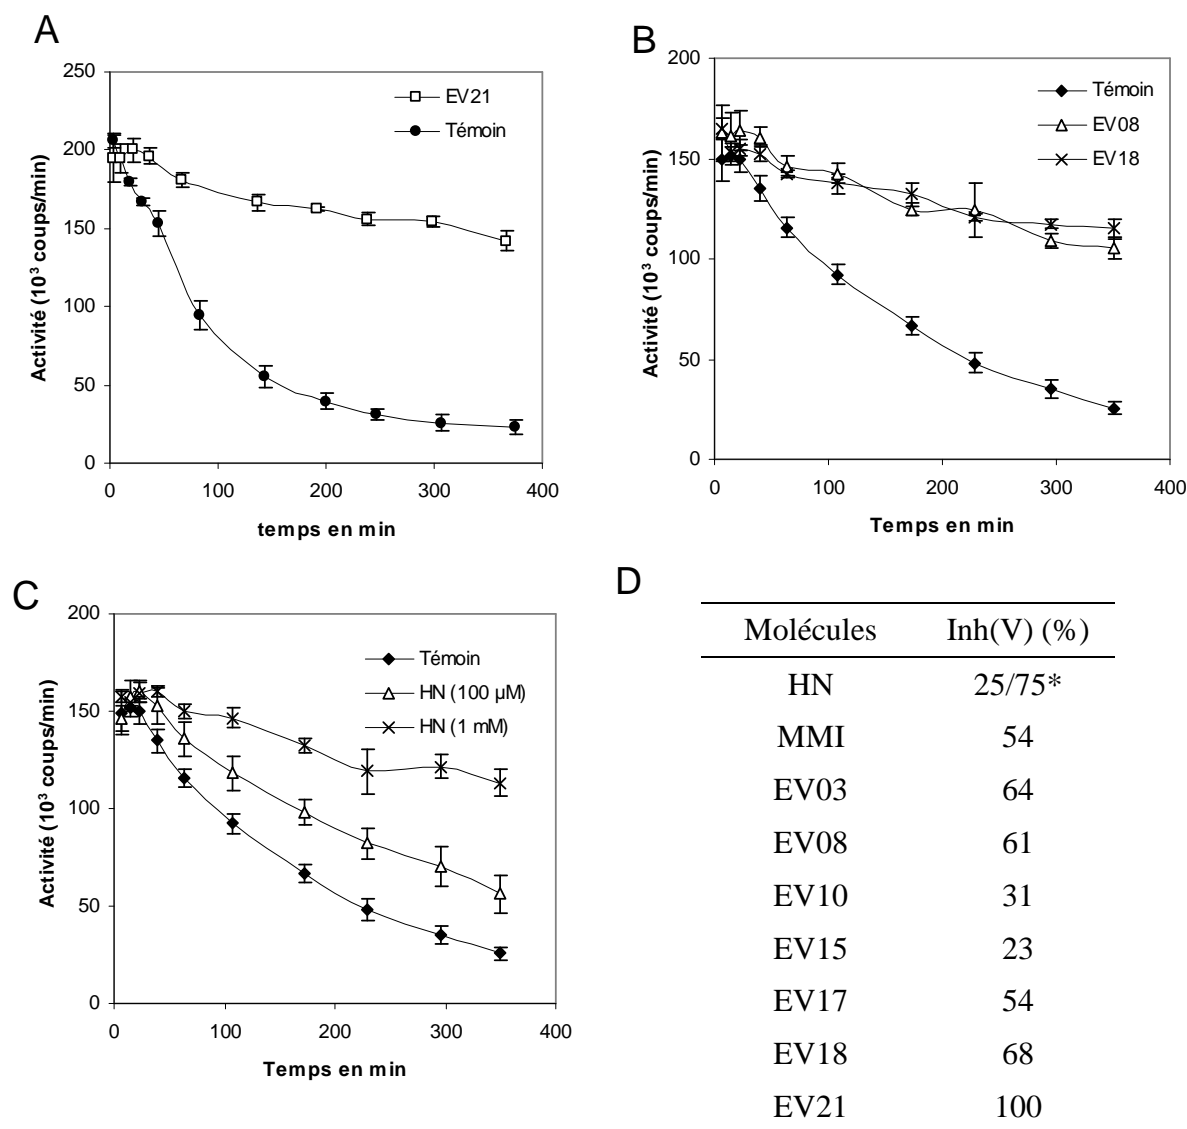 A
250
200
150
100
50
0
Activité (10³ coups/min)
EV21
Témoin
0 100 200 300 400
temps en min
B
200
150
100
50
0
Activité (10³ coups/min)
Témoin
EV08
EV18
0 100 200 300 400
Temps en min
C
200
150
100
50
0
Activité (10³ coups/min)
Témoin
HN (100 µM)
HN (1 mM)
0 100 200 300 400
Temps en min
D
Molécules Inh(V) (%)
HN 25/75*
MMI 54
EV03 64
EV08 61
EV10 31
EV15 23
EV17 54
EV18 68
EV21 100